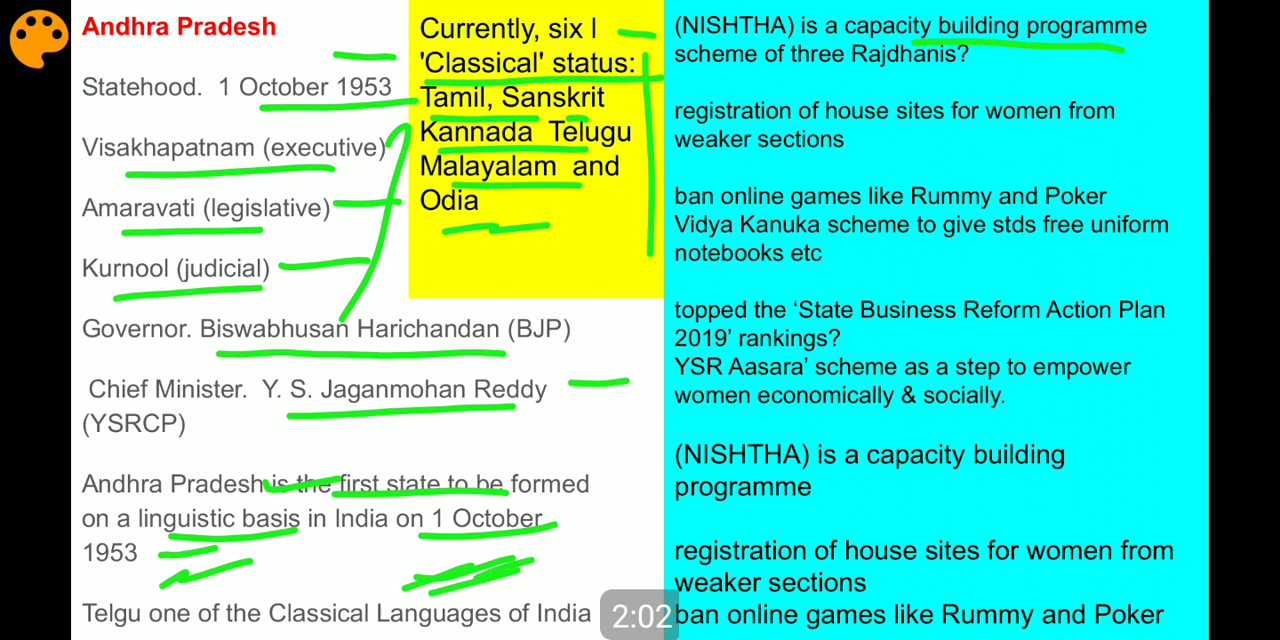 Andhra Pradesh
Statehood. 1 October 1953
Visakhapatnam (executive)
Amaravati (legislative)
Kurnool (judicial)
Governor. Biswabhusan Harichandan (BJP)
Chief Minister. Y. S. Jaganmohan Reddy
(YSRCP)
Andhra Pradesh is the first state to be formed
on a linguistic basis in India on 1 October
1953
Telgu one of the Classical Languages of India
Currently, six l
'Classical' status:
Tamil, Sanskrit
Kannada Telugu
Malayalam and
Odia
(NISHTHA) is a capacity building programme
scheme of three Rajdhanis?
registration of house sites for women from
weaker sections
ban online games like Rummy and Poker
Vidya Kanuka scheme to give stds free uniform
notebooks etc
topped the ‘State Business Reform Action Plan
2019’ rankings?
YSR Aasara’ scheme as a step to empower
women economically & socially.
(NISHTHA) is a capacity building
programme
registration of house sites for women from
weaker sections
ban online games like Rummy and Poker
2:02